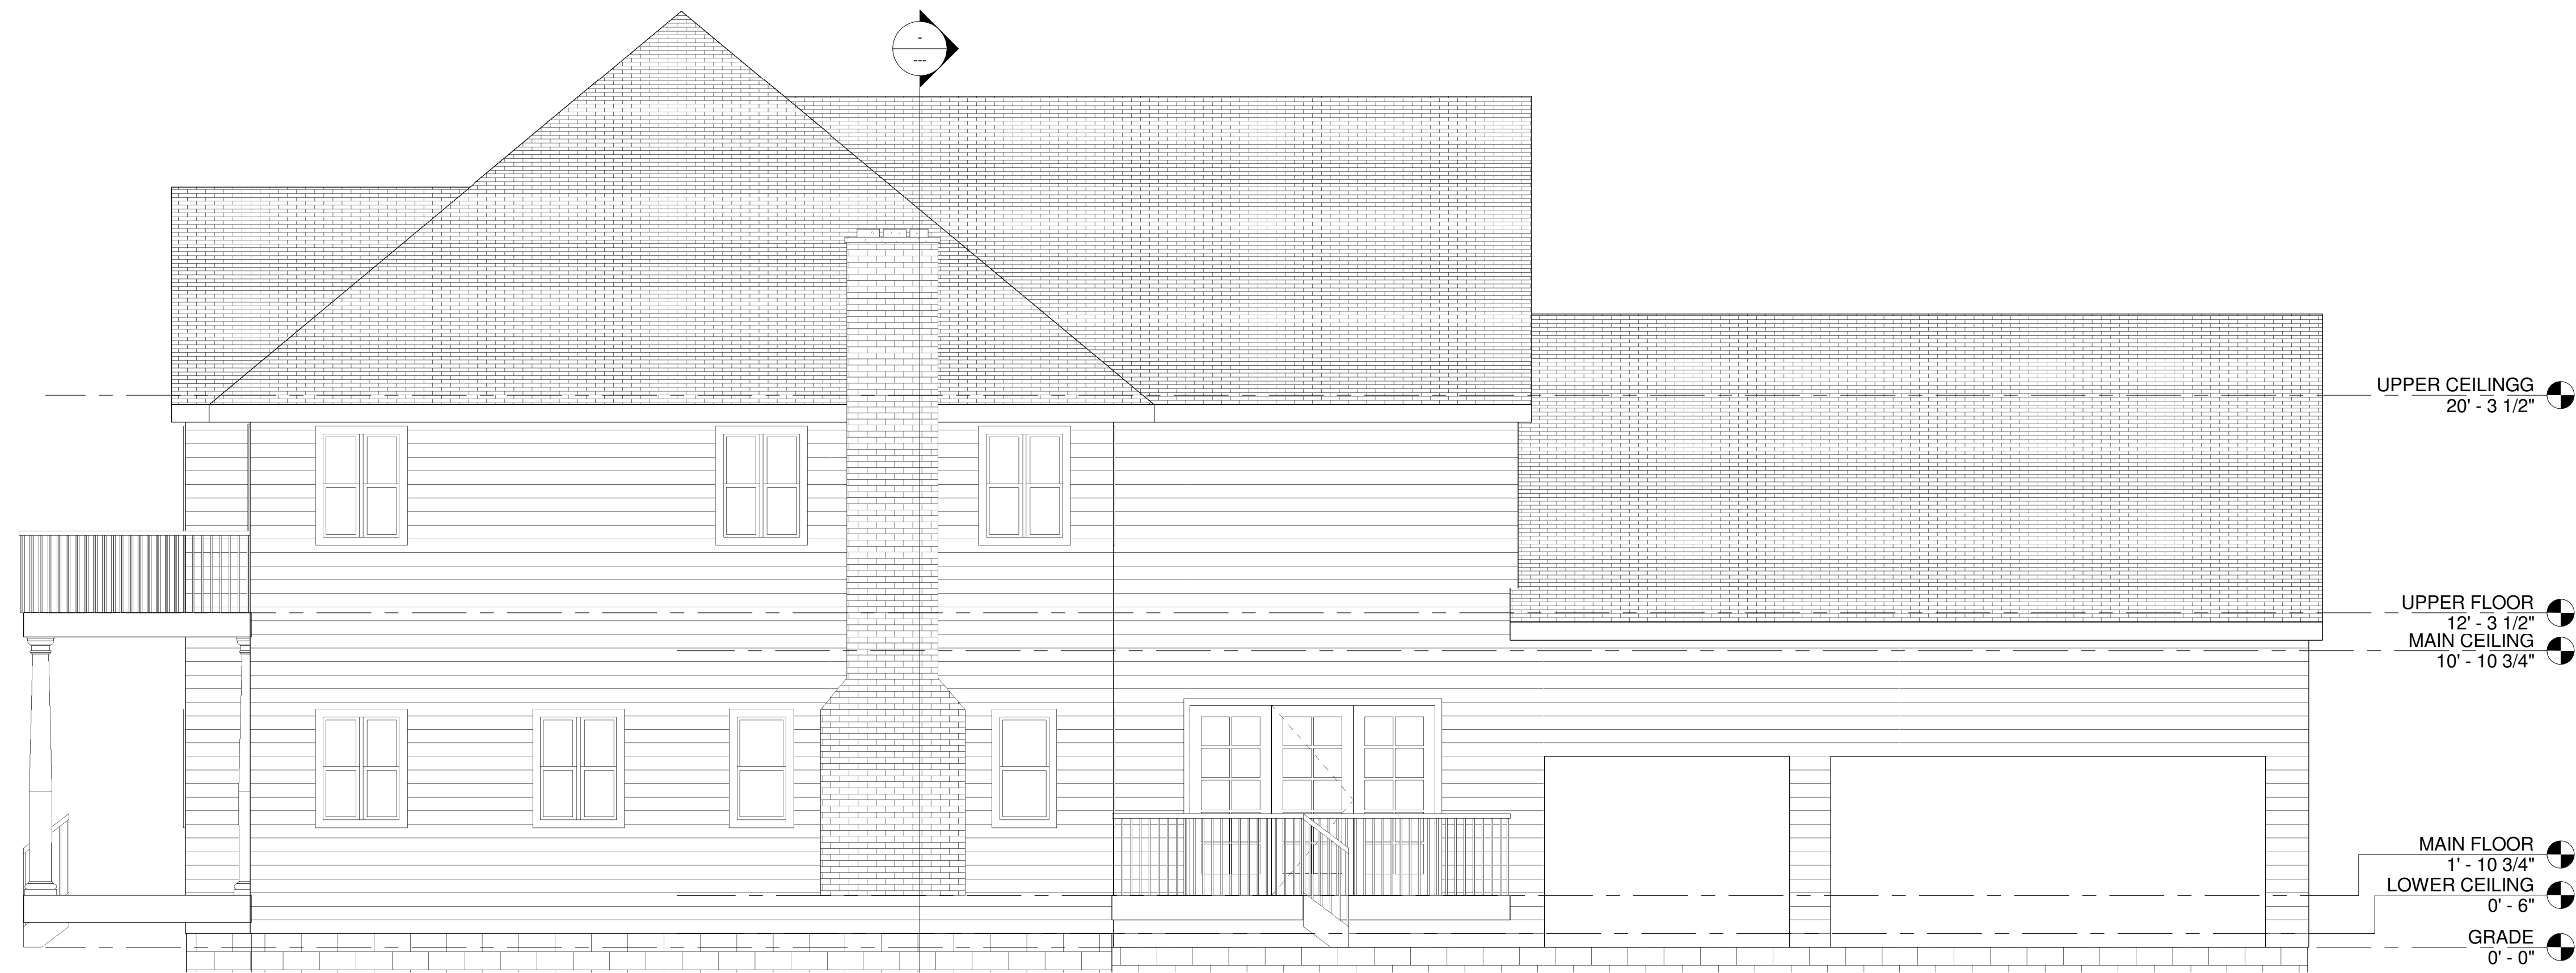 -
---
UPPER CEILINGG
20' - 3 1/2"
UPPER FLOOR
12' - 3 1/2"
MAIN CEILING
10' - 10 3/4"
MAIN FLOOR
1' - 10 3/4"
LOWER CEILING
0' - 6"
GRADE
0' - 0"